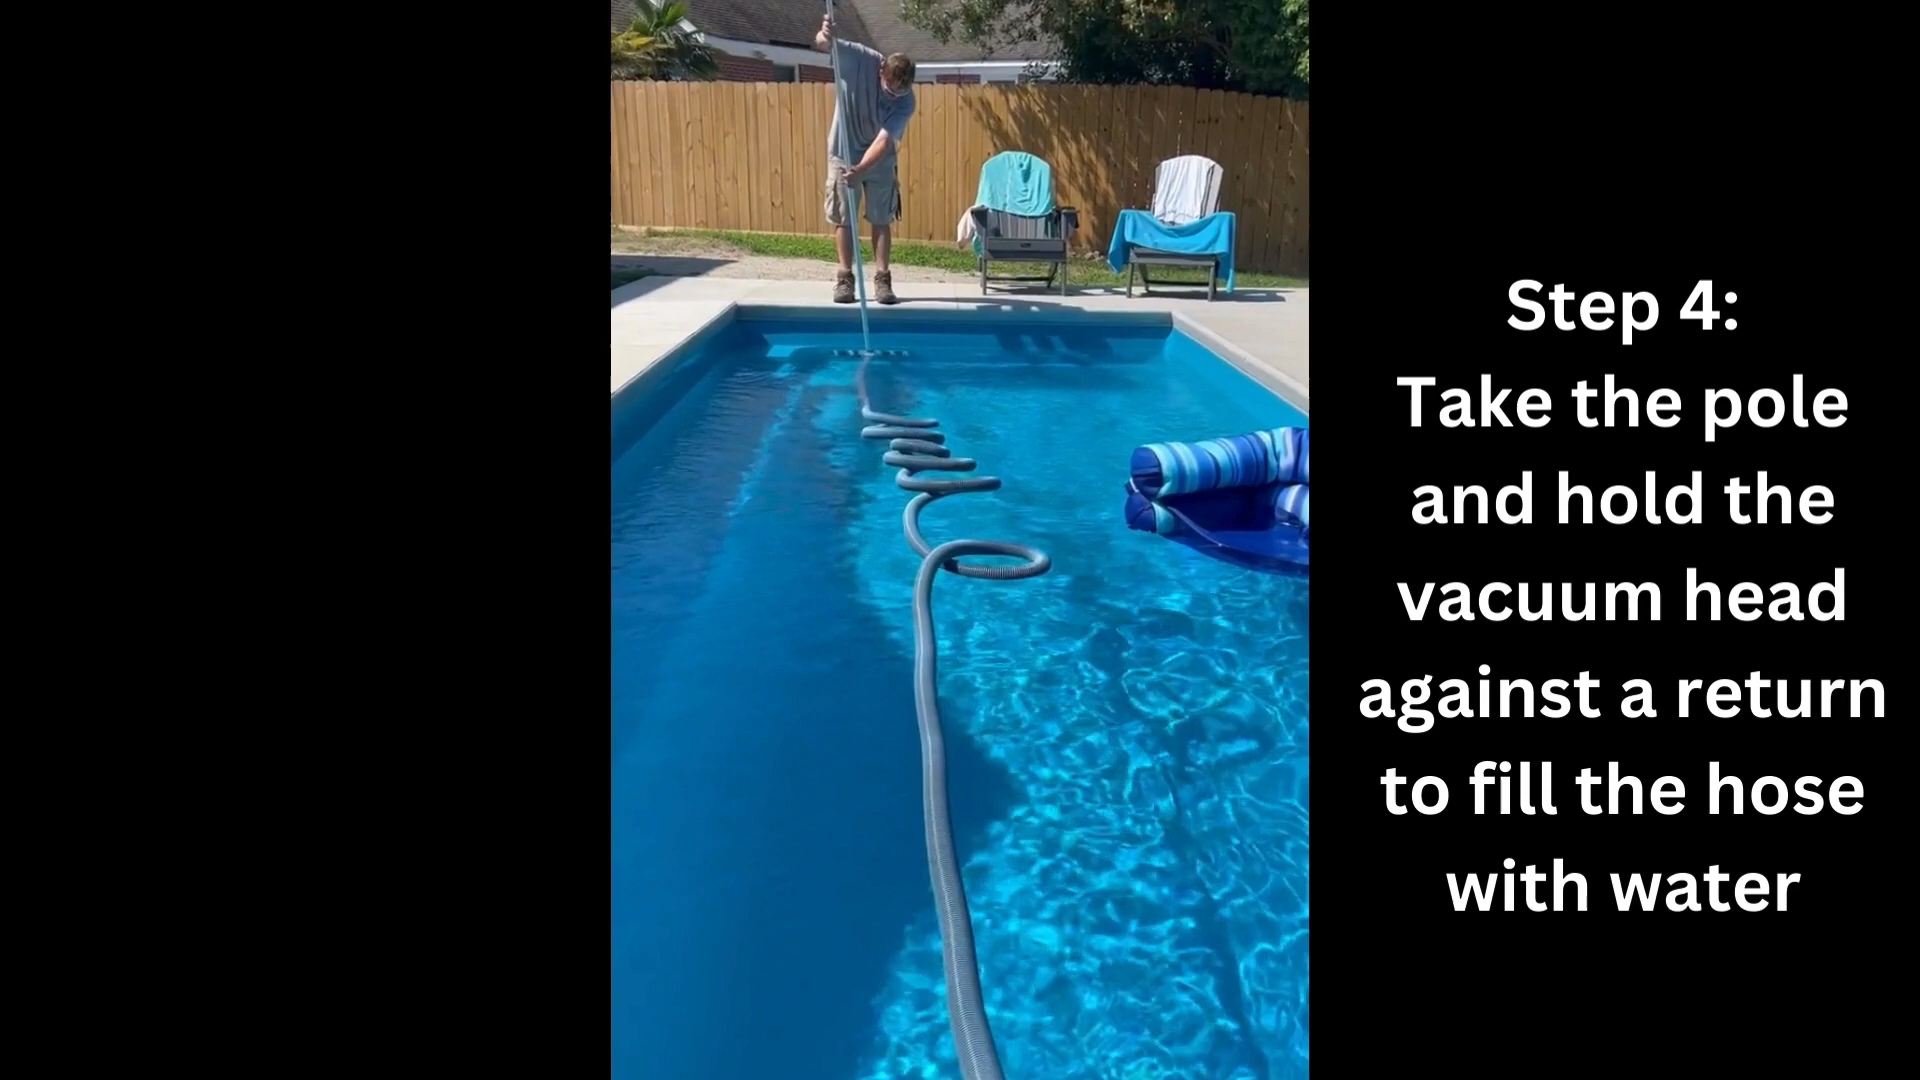 Step 4:
Take the pole
and hold the
vacuum head
against a return
to fill the hose
with water